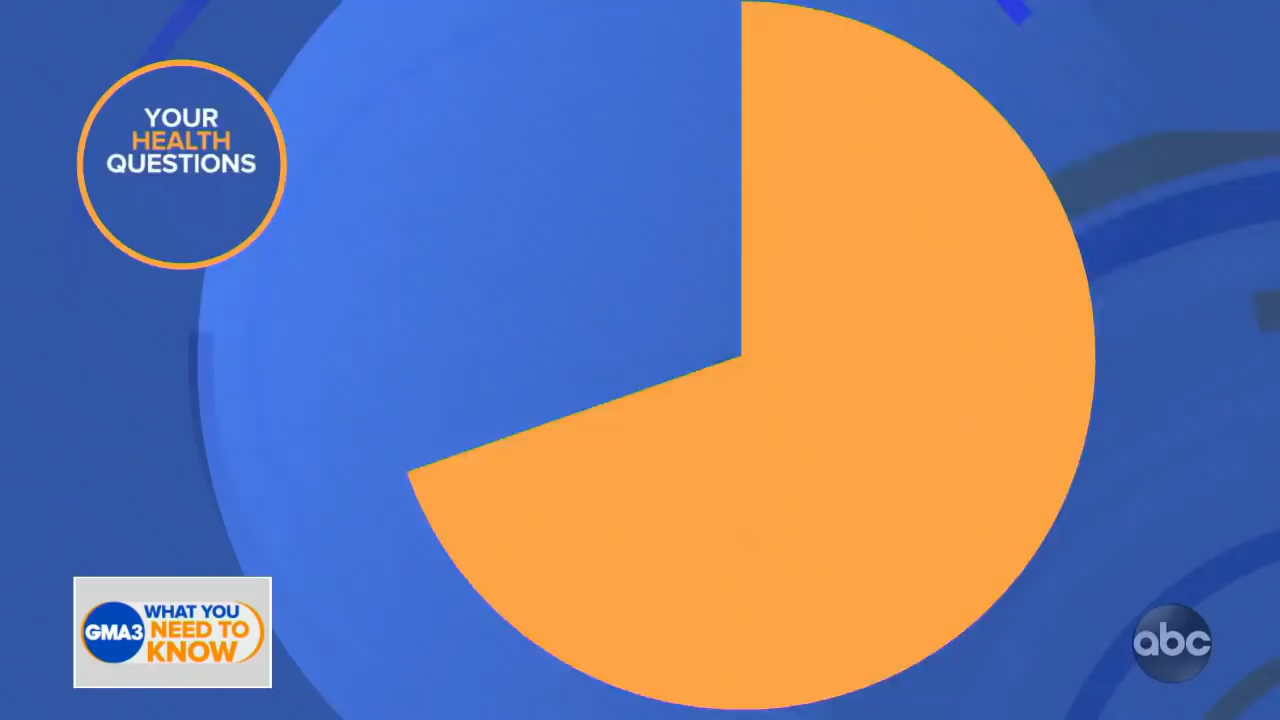 YOUR
HEALTH
QUESTIONS
GMA3
WHAT YOU
NEED TO
KNOW
abc